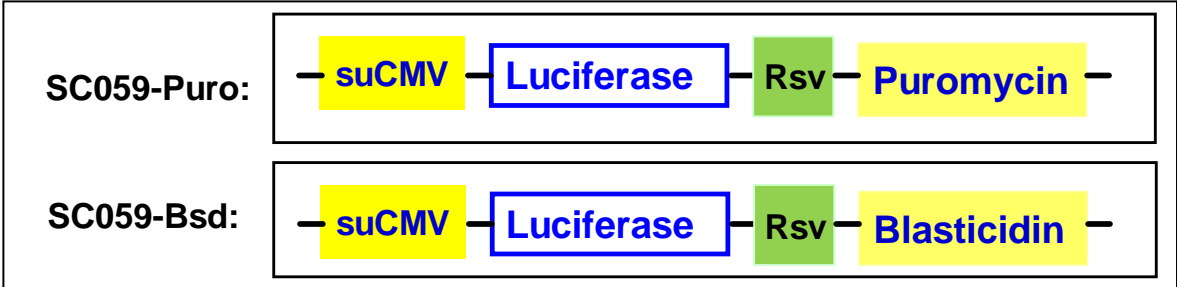 SC059-Puro: suCMV Luciferase Rsv Puromycin
SC059-Bsd: suCMV Luciferase Rsv Blasticidin